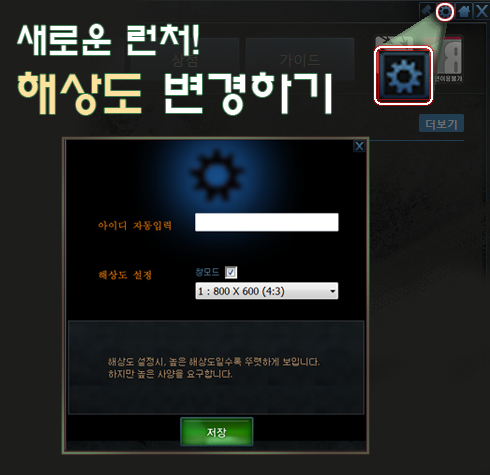 새로운 런처!
해상도 변경하기
상점
가이드
더보기
아이디 자동입력
해상도 설정
창모드
1 : 800 X 600 (4:3)
해상도 설정시, 높은 해상도일수록 뚜렷하게 보입니다.
하지만 높은 사양을 요구합니다.
저장